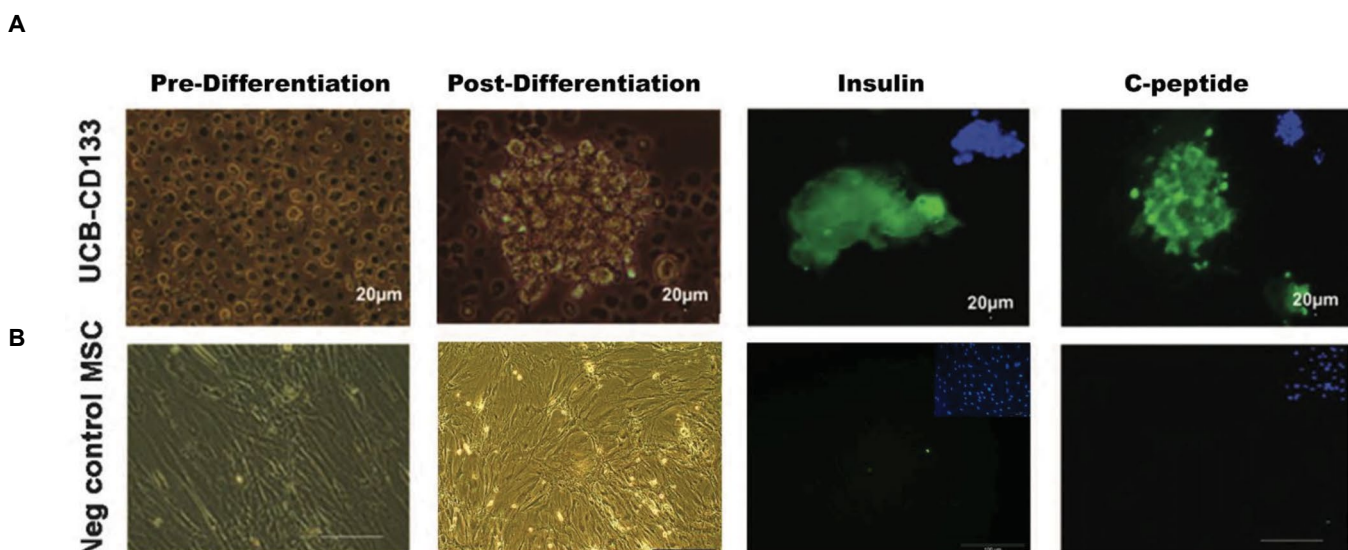 A
Pre-Differentiation
Post-Differentiation
Insulin
C-peptide
UCB-CD133
20µm
20µm
20µm
20µm
B
Neg control MSC